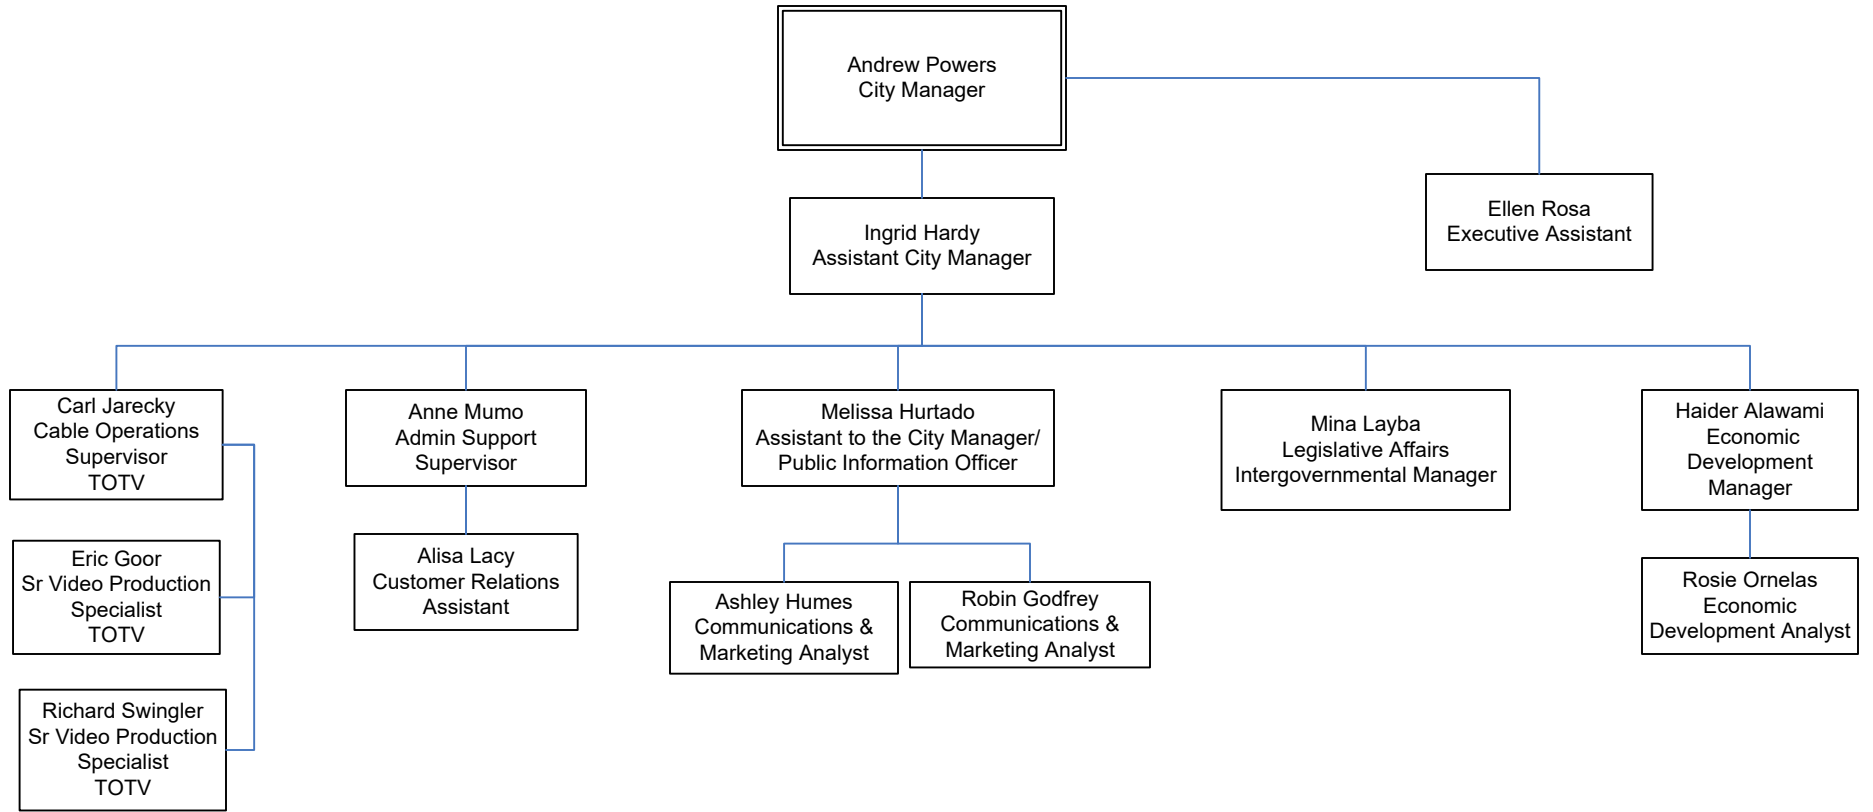 Andrew Powers
City Manager
Ellen Rosa
Executive Assistant
Ingrid Hardy
Assistant City Manager
Carl Jarecky
Cable Operations
Supervisor
TOTV
Eric Goor
Sr Video Production
Specialist
TOTV
Richard Swingler
Sr Video Production
Specialist
TOTV
Anne Mumo
Admin Support
Supervisor
Alisa Lacy
Customer Relations
Assistant
Melissa Hurtado
Assistant to the City Manager/
Public Information Officer
Ashley Humes
Communications &
Marketing Analyst
Robin Godfrey
Communications &
Marketing Analyst
Mina Layba
Legislative Affairs
Intergovernmental Manager
Haider Alawami
Economic
Development
Manager
Rosie Ornelas
Economic
Development Analyst